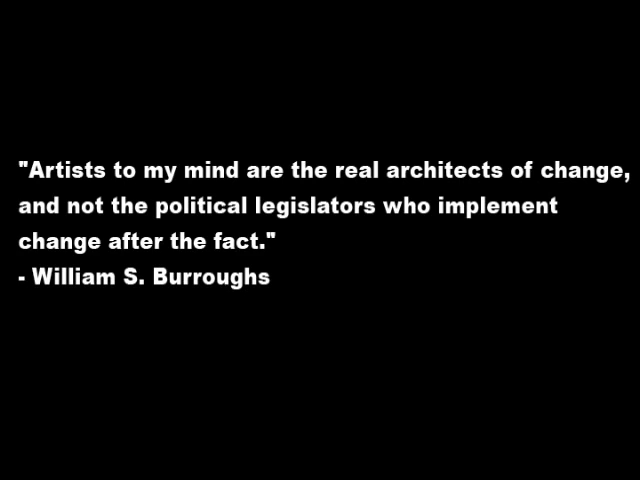 "Artists to my mind are the real architects of change,
and not the political legislators who implement
change after the fact."
- William S. Burroughs